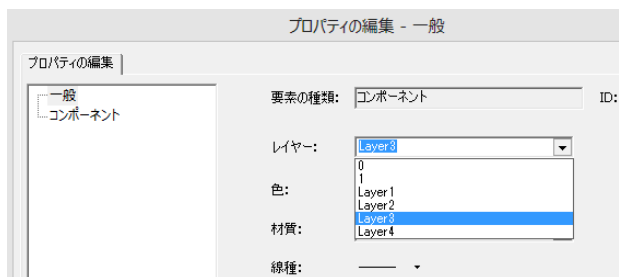 プロパティの編集 - 一般
プロパティの編集
一般
コンポーネント
要素の種類: コンポーネント ID:
レイヤー: Layer3
0
1
Layer1
Layer2
Layer3
Layer4
色:
材質:
線種: